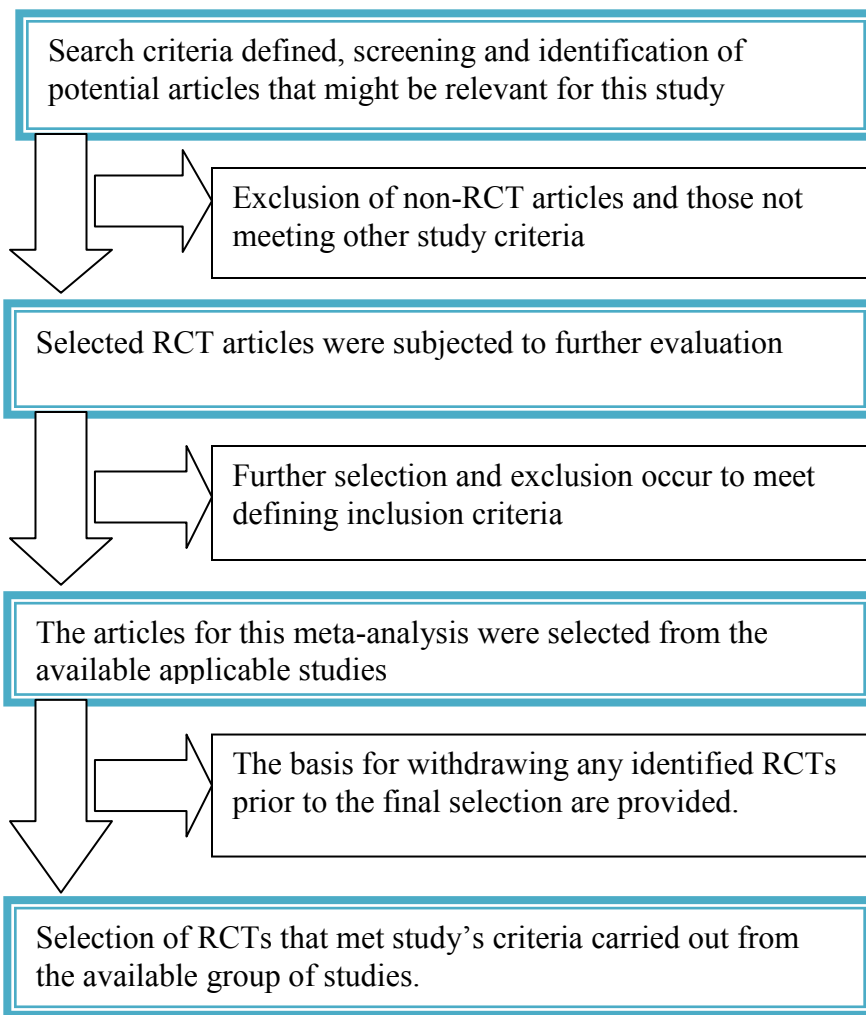 Search criteria defined, screening and identification of
potential articles that might be relevant for this study
Exclusion of non-RCT articles and those not
meeting other study criteria
Selected RCT articles were subjected to further evaluation
Further selection and exclusion occur to meet
defining inclusion criteria
The articles for this meta-analysis were selected from the
available applicable studies
The basis for withdrawing any identified RCTs
prior to the final selection are provided.
Selection of RCTs that met study’s criteria carried out from
the available group of studies.